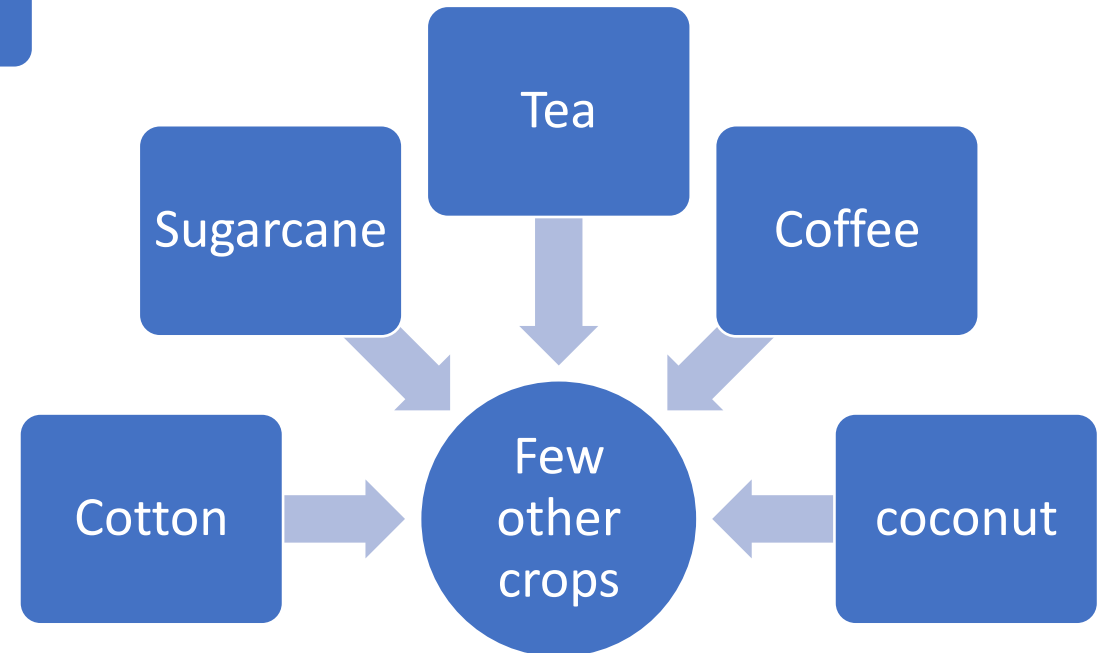 Tea
Sugarcane
Coffee
Cotton
Few
other
crops
coconut